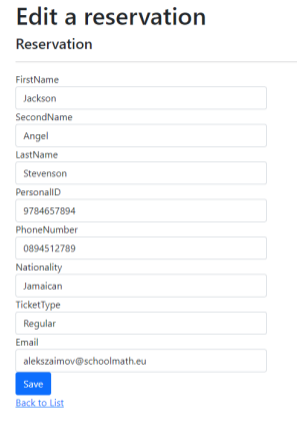 Edit a reservation
Reservation
FirstName
Jackson
SecondName
Angel
LastName
Stevenson
PersonalID
9784657894
PhoneNumber
0894512789
Nationality
Jamaican
TicketType
Regular
Email
alekszaimov@schoolmath.eu
Save
Back to List